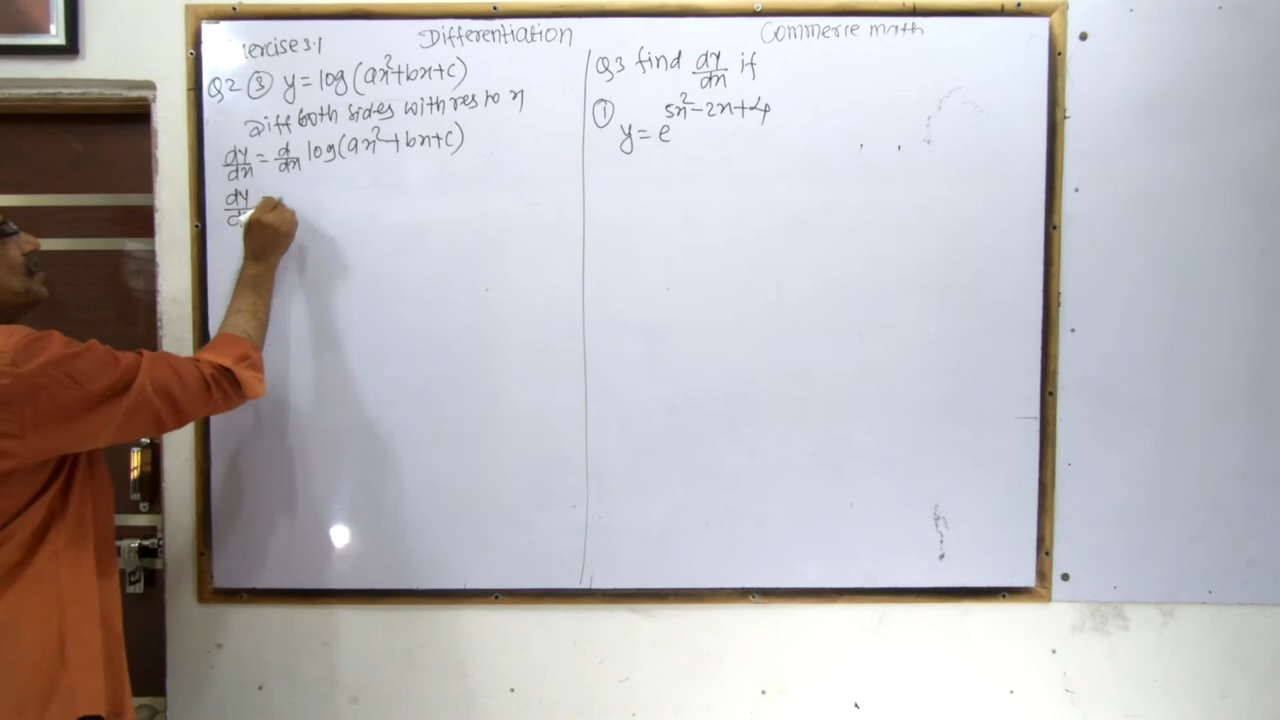 ercise 3.1
Differentiation
Commerce math
Q2 ③ y = log(ax²+bx+c)
Diff both sides with res to x
dy/dx = d/dx log(ax²+bx+c)
dy/d
Q3 find dy/dx if
① y = e^5x²-2x+4